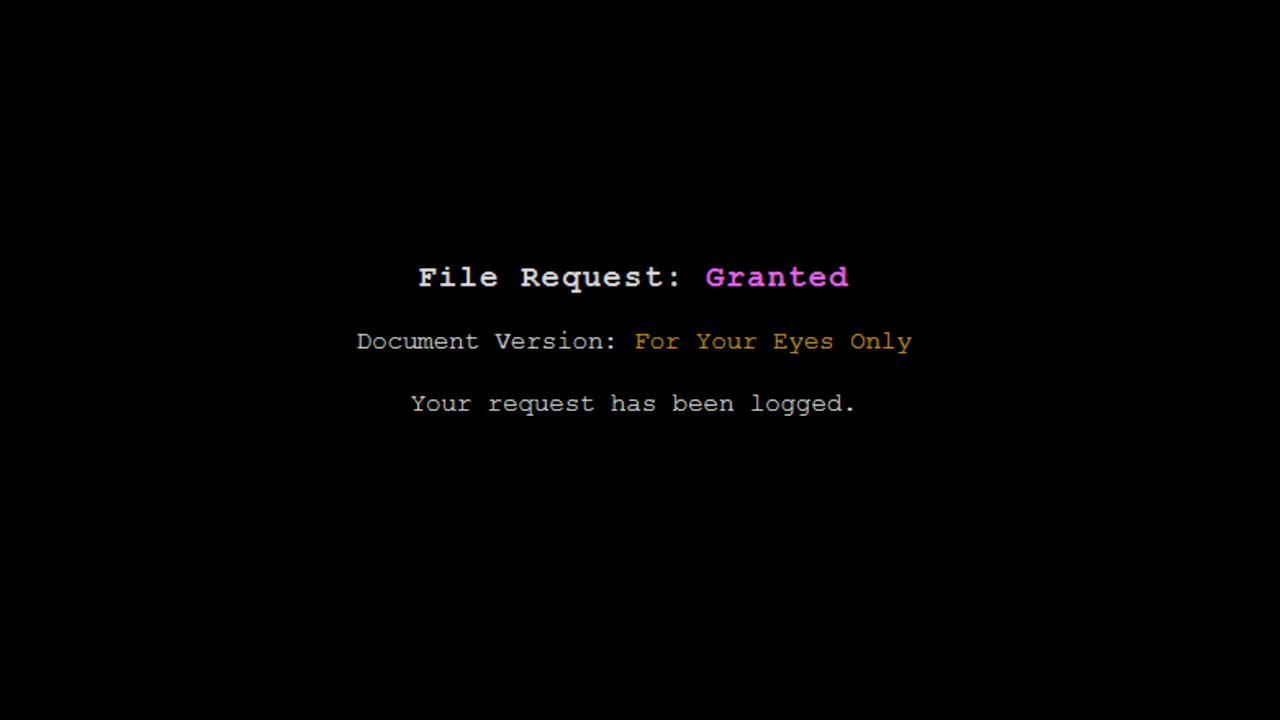 File Request: Granted
Document Version: For Your Eyes Only
Your request has been logged.